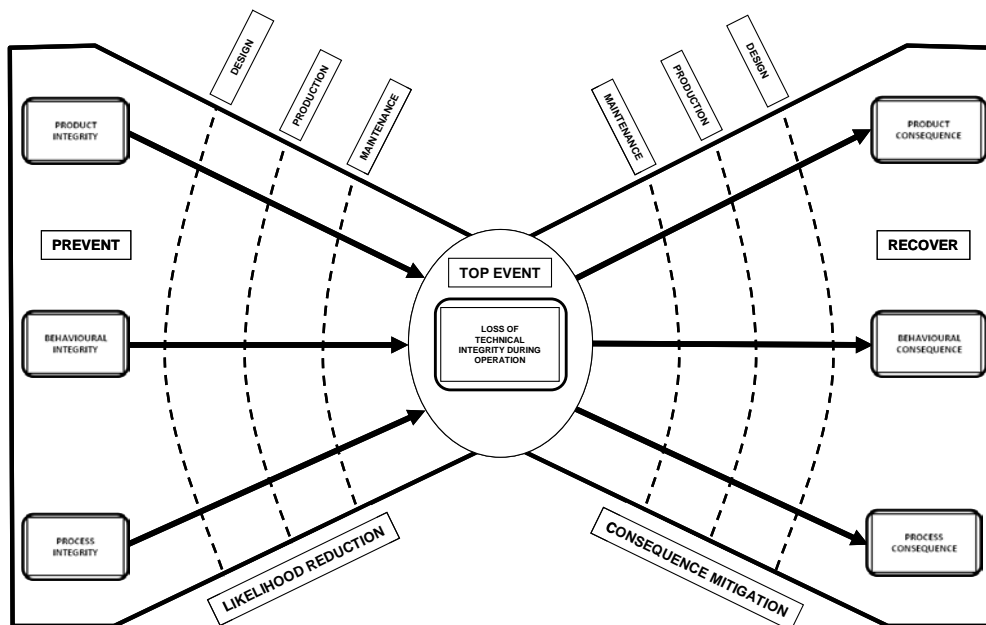 DESIGN
PRODUCTION
MAINTENANCE
MAINTENANCE
PRODUCTION
DESIGN
PRODUCT
INTEGRITY
PRODUCT
CONSEQUENCE
PREVENT
RECOVER
TOP EVENT
LOSS OF
TECHNICAL
INTEGRITY DURING
OPERATION
BEHAVIOURAL
INTEGRITY
BEHAVIOURAL
CONSEQUENCE
PROCESS
INTEGRITY
PROCESS
CONSEQUENCE
LIKELIHOOD REDUCTION
CONSEQUENCE MITIGATION